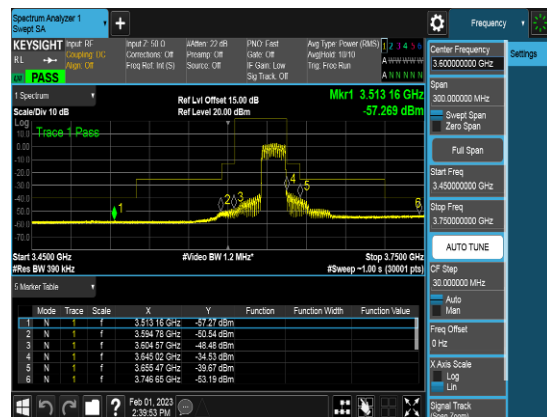 Spectrum Analyzer 1
Swept SA
+
Frequency
KEYSIGHT
Input: RF
Coupling: DC
Align: Off
Input Z: 50 Ω
Corrections: Off
Freq Ref: Int (S)
#Atten: 22 dB
Preamp: Off
Source: Off
PNO: Fast
Gate: Off
IF Gain: Low
Sig Track: Off
Avg Type: Power (RMS)
Avg|Hold: 10/10
Trig: Free Run
1 2 3 4 5 6
A W W W W W
A N N N N N
R L
PASS
1 Spectrum
Scale/Div 10 dB
Ref Lvl Offset 15.00 dB
Ref Level 20.00 dBm
Mkr1 3.513 16 GHz
-57.269 dBm
Log
Trace 1 Pass
10.0
0.00
-10.0
-20.0
-30.0
-40.0
-50.0
-60.0
-70.0
1
2
3
4
5
6
Start 3.4500 GHz
#Res BW 390 kHz
#Video BW 1.2 MHz*
Stop 3.7500 GHz
#Sweep ~1.00 s (30001 pts)
5 Marker Table
Mode Trace Scale X Y Function Function Width Function Value
1 N 1 f 3.513 16 GHz -57.27 dBm
2 N 1 f 3.594 78 GHz -50.54 dBm
3 N 1 f 3.604 57 GHz -48.48 dBm
4 N 1 f 3.645 02 GHz -34.53 dBm
5 N 1 f 3.655 47 GHz -39.67 dBm
6 N 1 f 3.746 65 GHz -53.19 dBm
Feb 01, 2023
2:39:53 PM
?
Center Frequency
3.600000000 GHz
Span
300.000000 MHz
Swept Span
Zero Span
Full Span
Start Freq
3.450000000 GHz
Stop Freq
3.750000000 GHz
AUTO TUNE
CF Step
30.000000 MHz
Auto
Man
Freq Offset
0 Hz
X Axis Scale
Log
Lin
Signal Track
(Span Zoom)
Settings